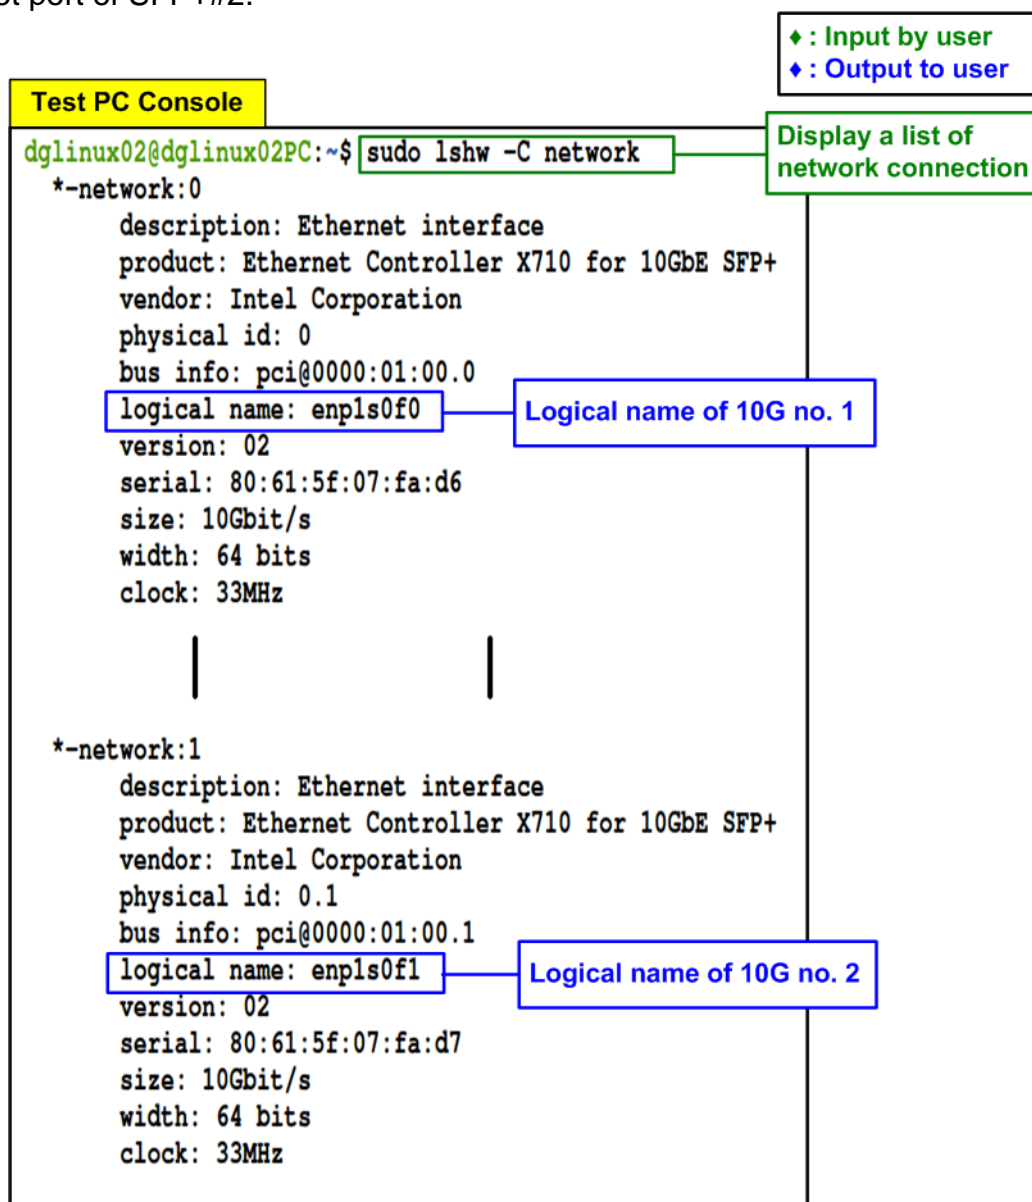 port of SFP+#2.
♦ : Input by user
♦ : Output to user
Test PC Console
dglinux02@dglinux02PC:~$ sudo lshw -C network
Display a list of
network connection
*-network:0
description: Ethernet interface
product: Ethernet Controller X710 for 10GbE SFP+
vendor: Intel Corporation
physical id: 0
bus info: pci@0000:01:00.0
logical name: enp1s0f0
Logical name of 10G no. 1
version: 02
serial: 80:61:5f:07:fa:d6
size: 10Gbit/s
width: 64 bits
clock: 33MHz
*-network:1
description: Ethernet interface
product: Ethernet Controller X710 for 10GbE SFP+
vendor: Intel Corporation
physical id: 0.1
bus info: pci@0000:01:00.1
logical name: enp1s0f1
Logical name of 10G no. 2
version: 02
serial: 80:61:5f:07:fa:d7
size: 10Gbit/s
width: 64 bits
clock: 33MHz